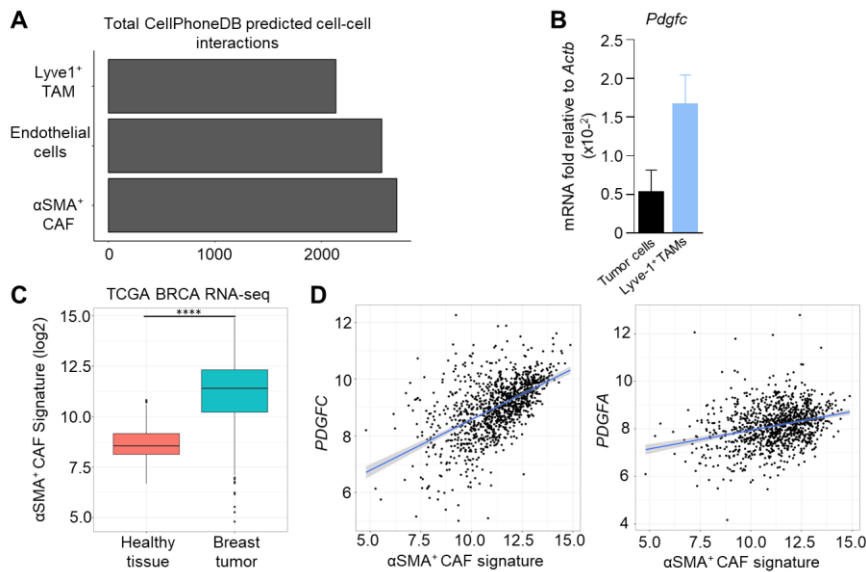 A
Total CellPhoneDB predicted cell-cell
interactions
Lyve1⁺
TAM
Endothelial
cells
αSMA⁺
CAF
0
1000
2000
B
Pdgfc
mRNA fold relative to Actb
(x10-²)
2.5
2.0
1.5
1.0
0.5
0
Tumor cells
Lyve-1⁺ TAMs
C
TCGA BRCA RNA-seq
αSMA⁺ CAF Signature (log2)
15.0
12.5
11.0
7.5
5.0
****
Healthy
tissue
Breast
tumor
D
PDGFC
12
10
8
6
5.0 7.5 10.0 12.5 15.0
αSMA⁺ CAF signature
PDGFA
12
10
8
6
4
5.0 7.5 10.0 12.5 15.0
αSMA⁺ CAF signature